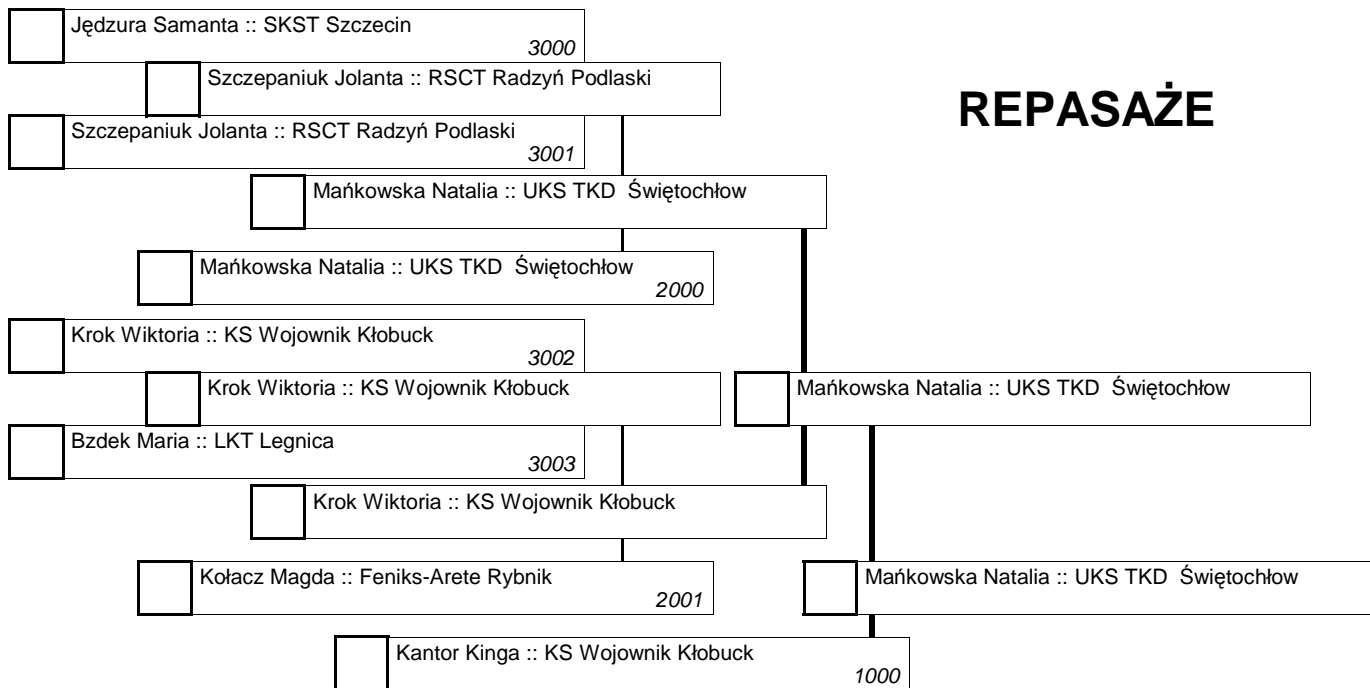 Jędzura Samanta :: SKST Szczecin
3000
Szczepaniuk Jolanta :: RSCT Radzyń Podlaski
REPASAŻE
Szczepaniuk Jolanta :: RSCT Radzyń Podlaski
3001
Mańkowska Natalia :: UKS TKD Świętochłow
Mańkowska Natalia :: UKS TKD Świętochłow
2000
Krok Wiktoria :: KS Wojownik Kłobuck
3002
Krok Wiktoria :: KS Wojownik Kłobuck
Mańkowska Natalia :: UKS TKD Świętochłow
Bzdek Maria :: LKT Legnica
3003
Krok Wiktoria :: KS Wojownik Kłobuck
Kołacz Magda :: Feniks-Arete Rybnik
2001
Mańkowska Natalia :: UKS TKD Świętochłow
Kantor Kinga :: KS Wojownik Kłobuck
1000